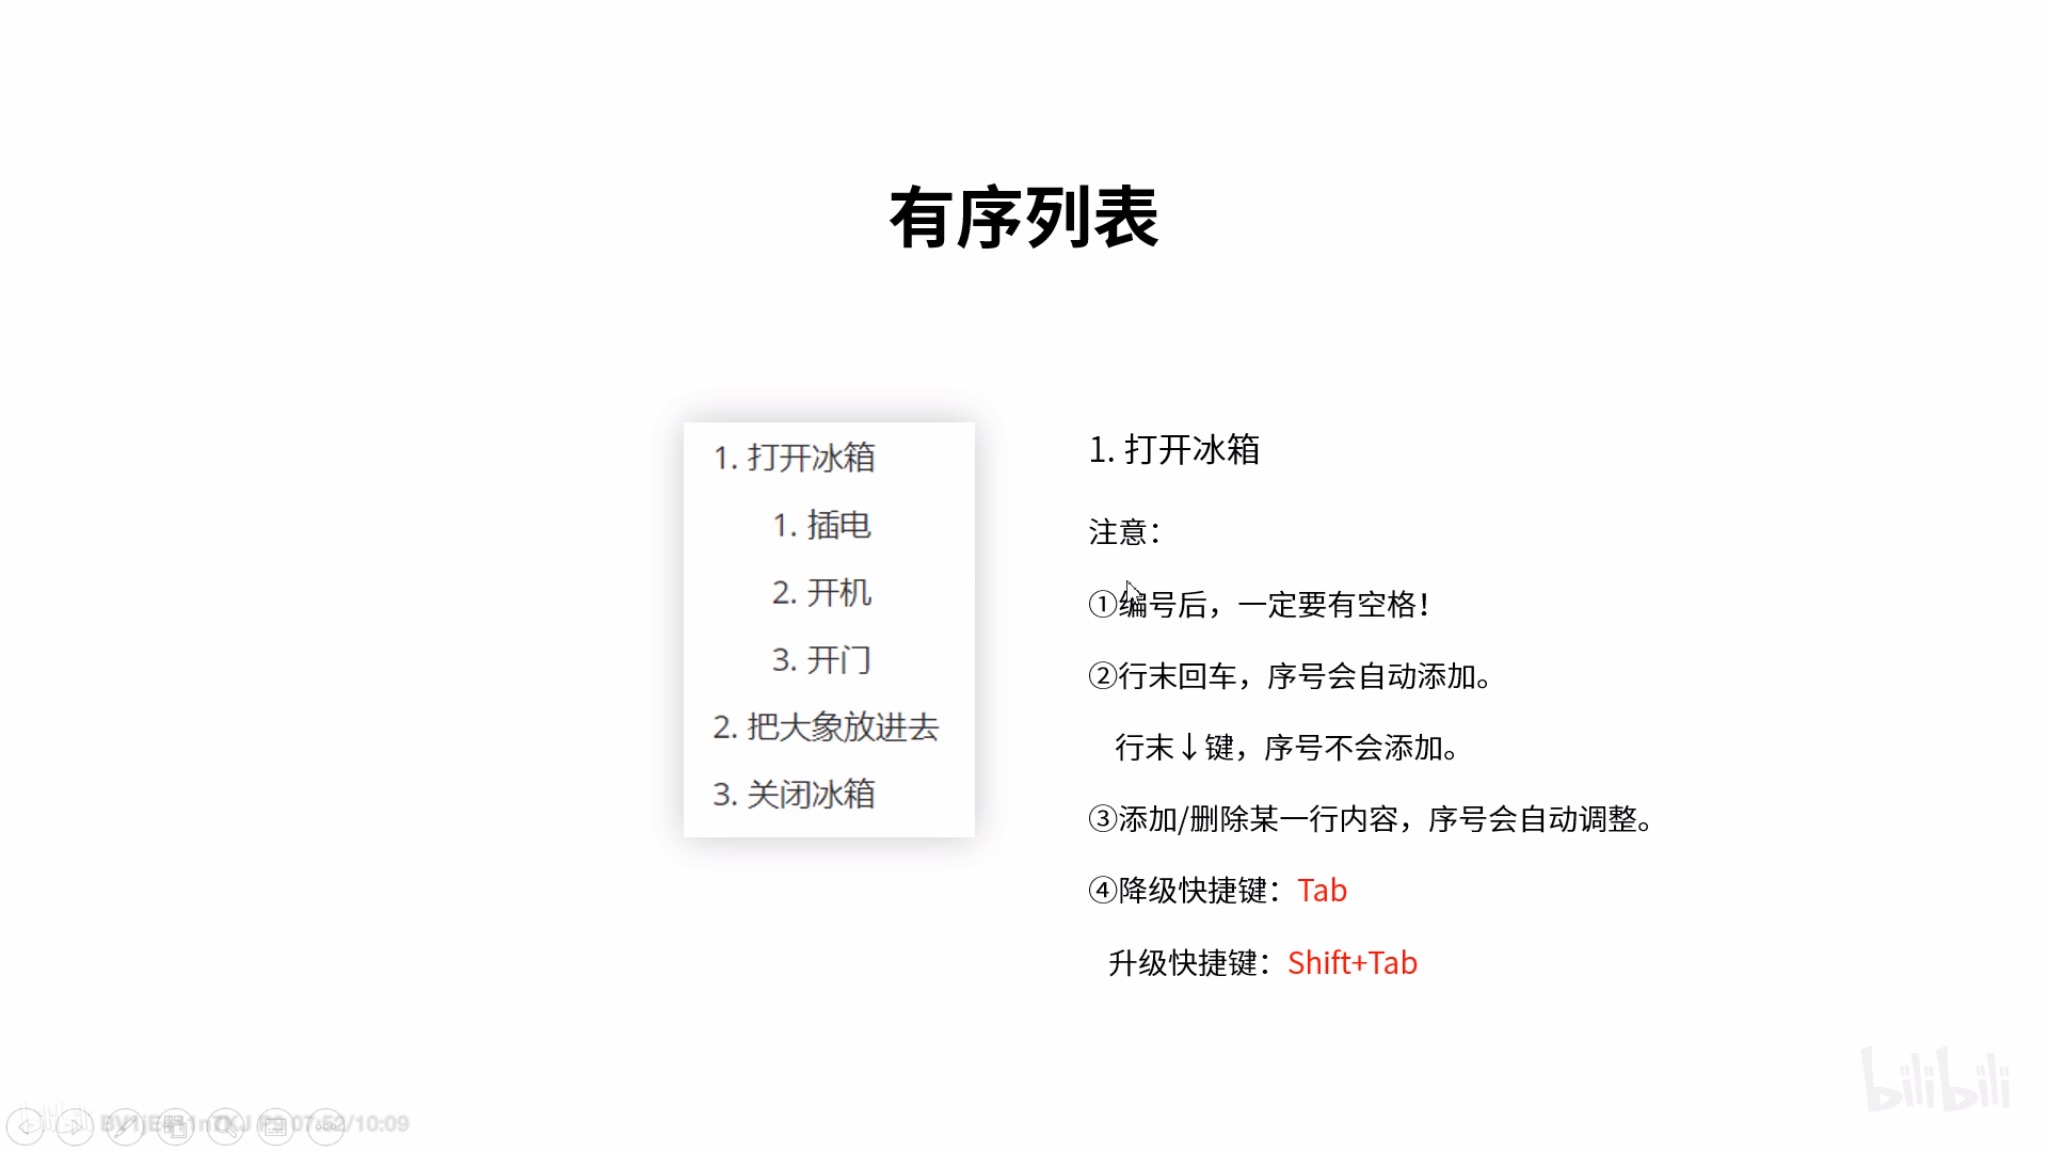 有序列表
1. 打开冰箱
1. 插电
2. 开机
3. 开门
2. 把大象放进去
3. 关闭冰箱
1. 打开冰箱
注意：
①编号后，一定要有空格！
②行末回车，序号会自动添加。
行末↓键，序号不会添加。
③添加/删除某一行内容，序号会自动调整。
④降级快捷键：Tab
升级快捷键：Shift+Tab
bilibili
07:52/10:09